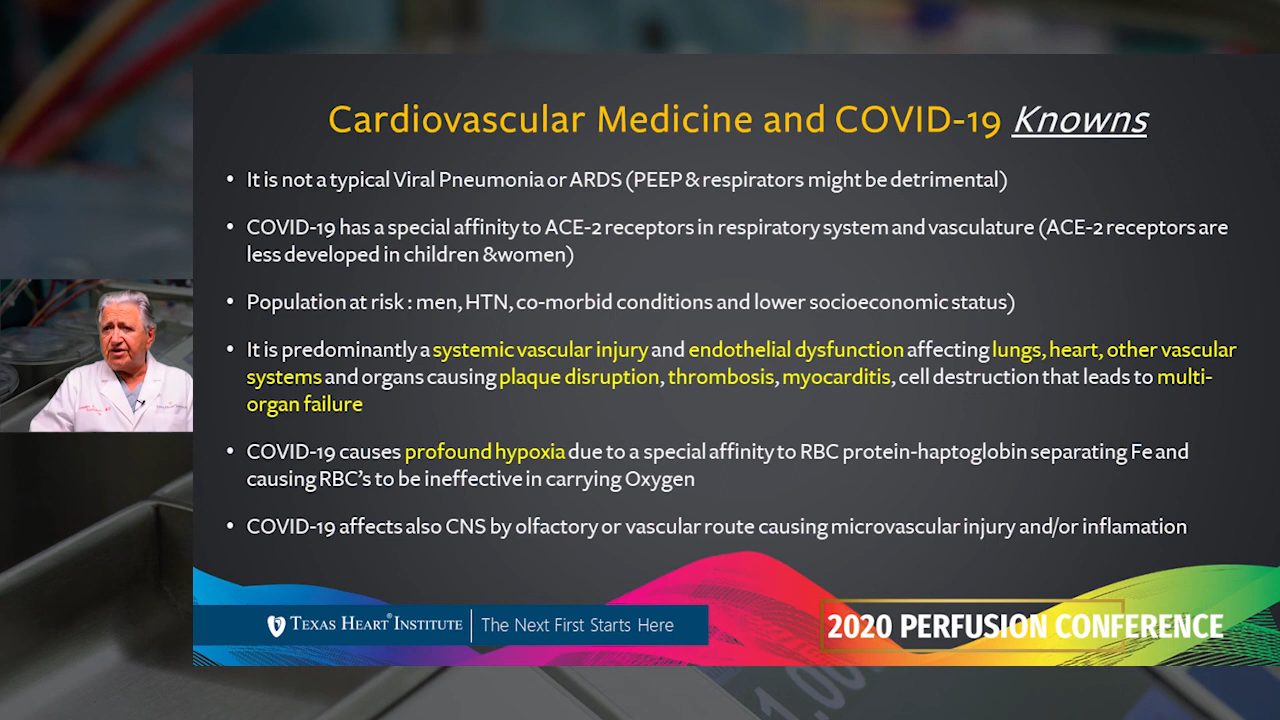 Cardiovascular Medicine and COVID-19 Knowns
• It is not a typical Viral Pneumonia or ARDS (PEEP & respirators might be detrimental)
• COVID-19 has a special affinity to ACE-2 receptors in respiratory system and vasculature (ACE-2 receptors are
less developed in children &women)
• Population at risk : men, HTN, co-morbid conditions and lower socioeconomic status)
• It is predominantly a systemic vascular injury and endothelial dysfunction affecting lungs, heart, other vascular
systems and organs causing plaque disruption, thrombosis, myocarditis, cell destruction that leads to multi-
organ failure
• COVID-19 causes profound hypoxia due to a special affinity to RBC protein-haptoglobin separating Fe and
causing RBC's to be ineffective in carrying Oxygen
• COVID-19 affects also CNS by olfactory or vascular route causing microvascular injury and/or inflamation
TEXAS HEART® INSTITUTE
The Next First Starts Here
2020 PERFUSION CONFERENCE